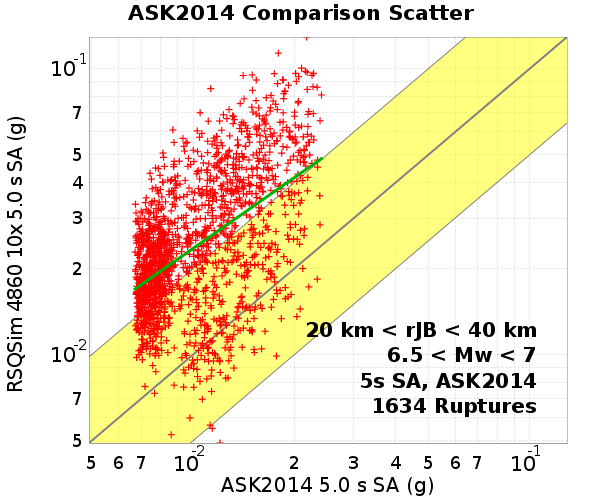 ASK2014 Comparison Scatter
RSQSim 4860 10x 5.0 s SA (g)
10⁻¹
7
5
4
3
2
10⁻²
7
5
20 km < rJB < 40 km
6.5 < Mw < 7
5s SA, ASK2014
1634 Ruptures
5 6 7 10⁻² 2 3 4 5 6 7 10⁻¹
ASK2014 5.0 s SA (g)